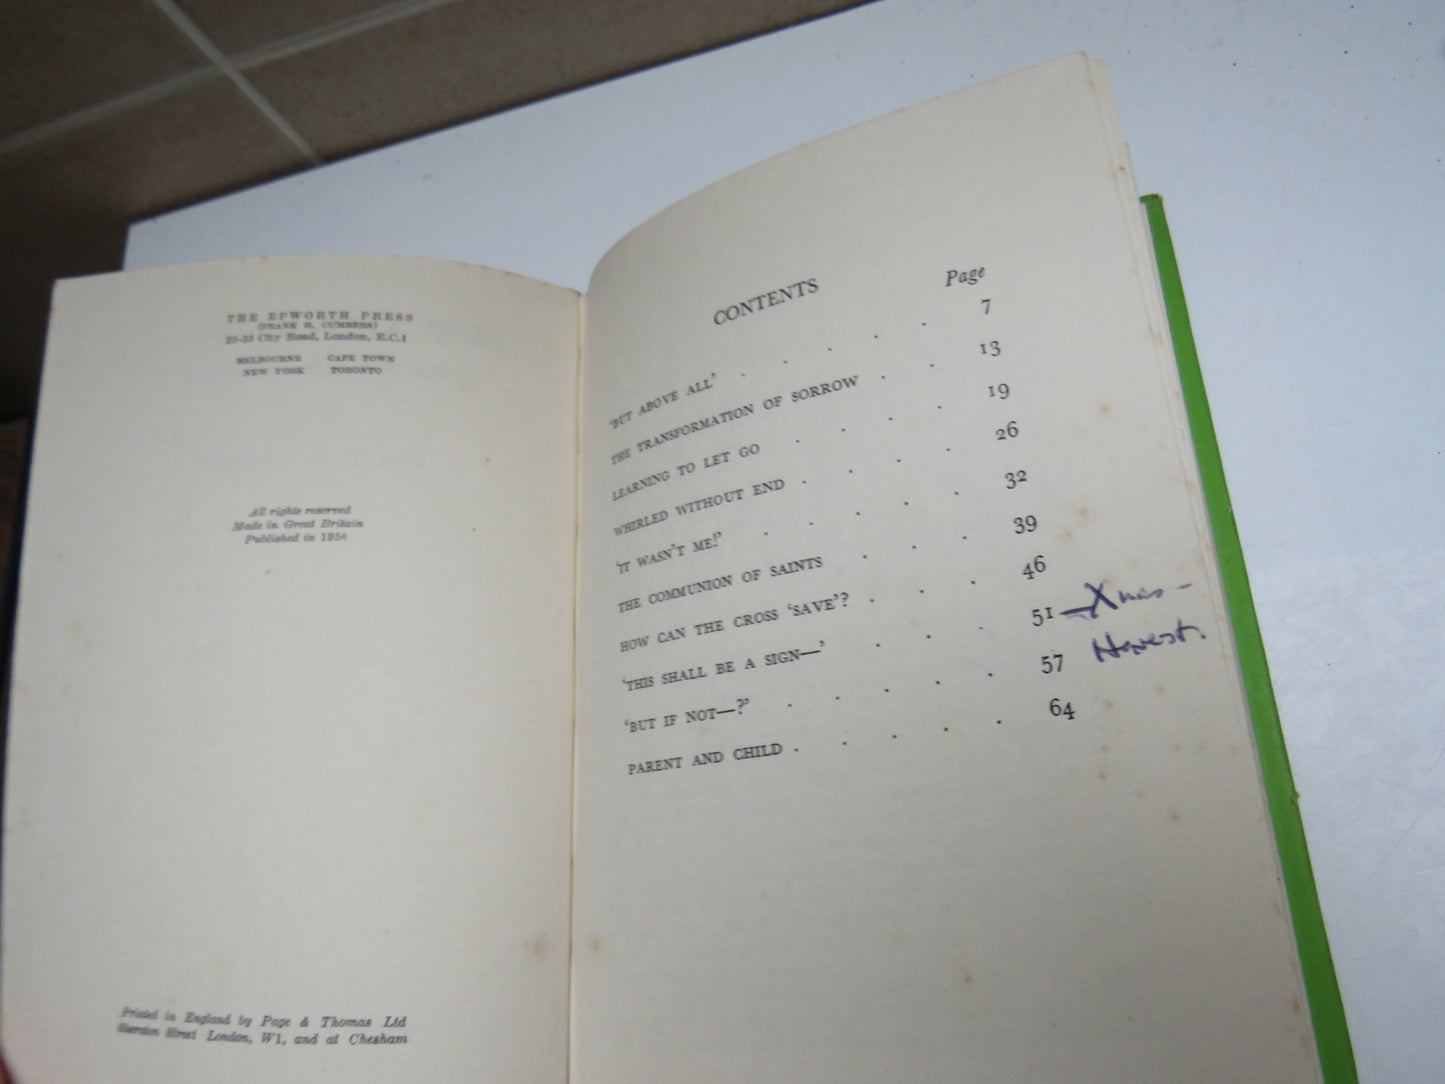 THE EPWORTH PRESS
(FRANK H. CUMBERS)
25-35 City Road, London, E.C.1
MELBOURNE CAPE TOWN
NEW YORK TORONTO
All rights reserved
Made in Great Britain
Published in 1954
Printed in England by Page & Thomas Ltd
Street London, W1, and at Chesham
CONTENTS
Page
'BUT ABOVE ALL' . . . . . 7
THE TRANSFORMATION OF SORROW . . 13
LEARNING TO LET GO . . . . 19
WHIRLED WITHOUT END . . . . 26
'IT WASN'T ME!' . . . . . 32
THE COMMUNION OF SAINTS . . . 39
HOW CAN THE CROSS 'SAVE'? . . . 46
'THIS SHALL BE A SIGN—' . . . 51 — Xmas –
'BUT IF NOT—?' . . . . . 57 Harvest.
PARENT AND CHILD . . . . . 64